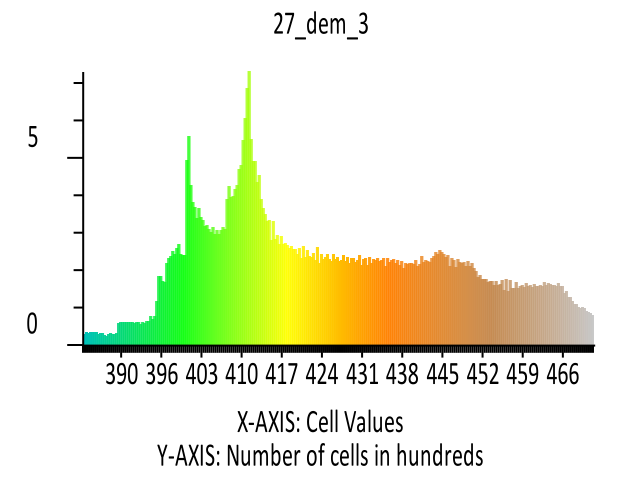 27_dem_3
5
0
390 396 403 410 417 424 431 438 445 452 459 466
X-AXIS: Cell Values
Y-AXIS: Number of cells in hundreds